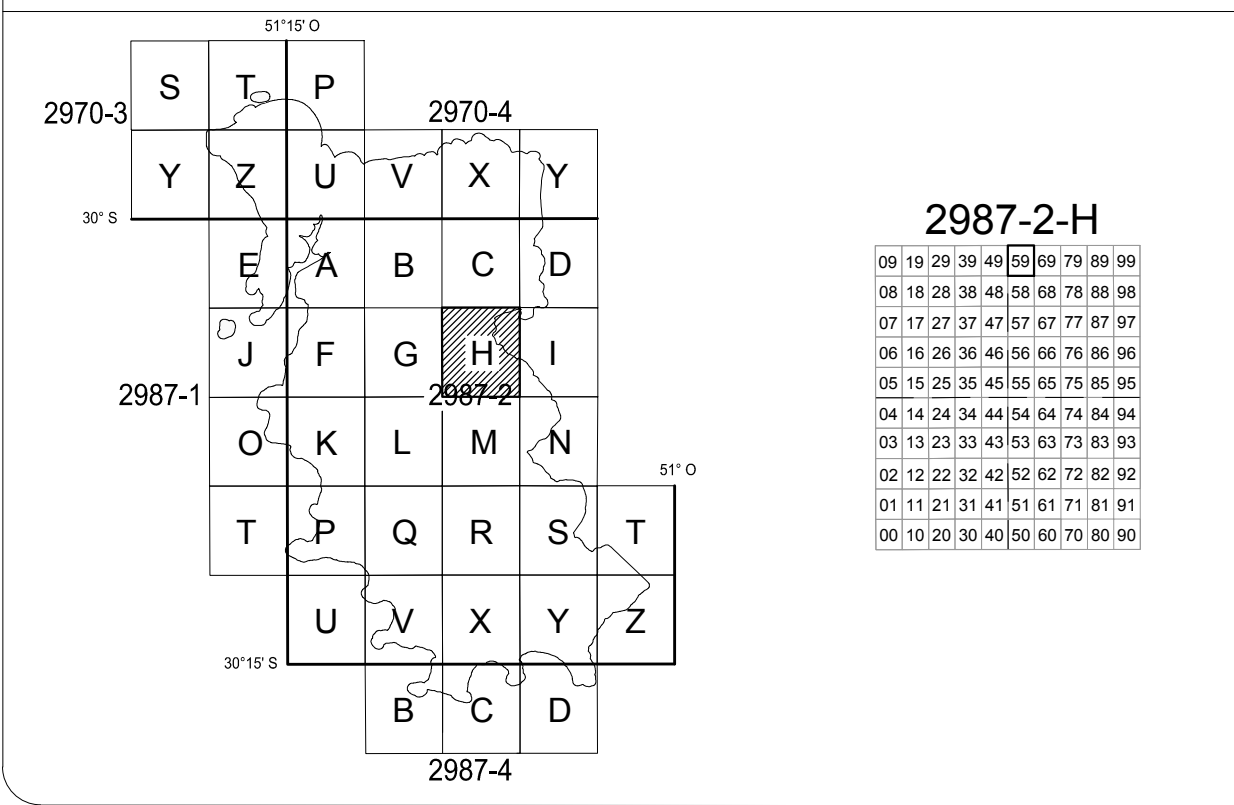 51°15' O
S T P
2970-3 2970-4
Y Z U V X Y
30° S
E A B C D
J F G H I
2987-1 2987-2
O K L M N
51° O
T P Q R S T
U V X Y Z
30°15' S
B C D
2987-4
2987-2-H
09 19 29 39 49 59 69 79 89 99
08 18 28 38 48 58 68 78 88 98
07 17 27 37 47 57 67 77 87 97
06 16 26 36 46 56 66 76 86 96
05 15 25 35 45 55 65 75 85 95
04 14 24 34 44 54 64 74 84 94
03 13 23 33 43 53 63 73 83 93
02 12 22 32 42 52 62 72 82 92
01 11 21 31 41 51 61 71 81 91
00 10 20 30 40 50 60 70 80 90